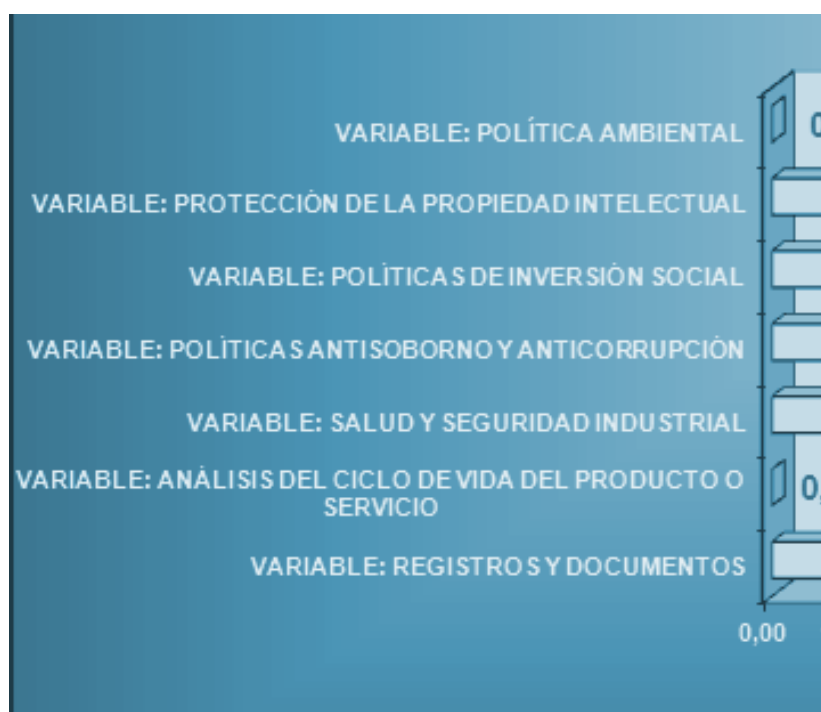 VARIABLE: POLÍTICA AMBIENTAL
VARIABLE: PROTECCIÓN DE LA PROPIEDAD INTELECTUAL
VARIABLE: POLÍTICAS DE INVERSIÓN SOCIAL
VARIABLE: POLÍTICAS ANTISOBORNO Y ANTICORRUPCIÓN
VARIABLE: SALUD Y SEGURIDAD INDUSTRIAL
VARIABLE: ANÁLISIS DEL CICLO DE VIDA DEL PRODUCTO O
SERVICIO
VARIABLE: REGISTROS Y DOCUMENTOS
0,00